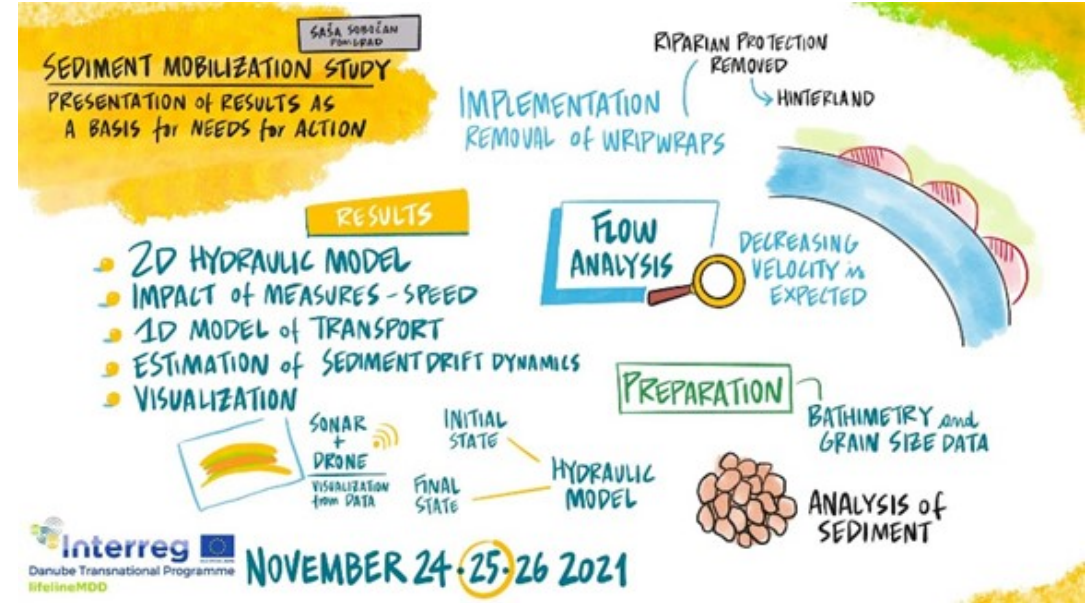 SAŠA SOBOČAN
POMGRAD
SEDIMENT MOBILIZATION STUDY
PRESENTATION of RESULTS AS
A BASIS for NEEDS for ACTION
RIPARIAN PROTECTION
REMOVED
HINTERLAND
IMPLEMENTATION
REMOVAL of WRIPWRAPS
RESULTS
2D HYDRAULIC MODEL
IMPACT of MEASURES - SPEED
1D MODEL of TRANSPORT
ESTIMATION of SEDIMENT DRIFT DYNAMICS
VISUALIZATION
FLOW
ANALYSIS
DECREASING
VELOCITY is
EXPECTED
SONAR
+
DRONE
VISUALIZATION
from DATA
INITIAL
STATE
FINAL
STATE
HYDRAULIC
MODEL
PREPARATION
BATHIMETRY and
GRAIN SIZE DATA
ANALYSIS of
SEDIMENT
Interreg
Danube Transnational Programme
lifelineMDD
NOVEMBER 24·25·26 2021